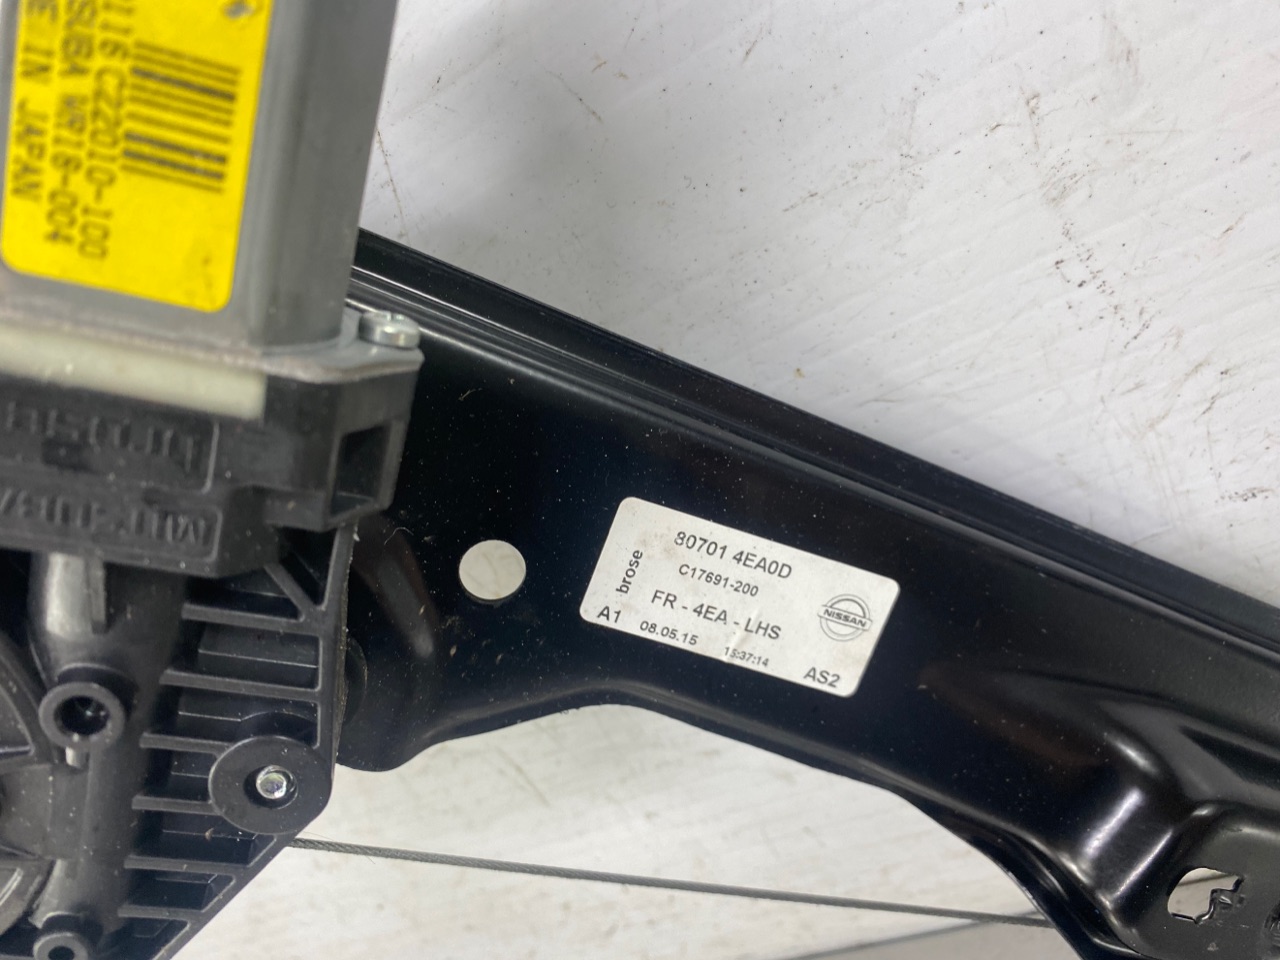 C22010-100
WR18-004
IN JAPAN
80701 4EA0D
C17691-200
brose
FR - 4EA - LHS
NISSAN
A1 08.05.15 15:37:14
AS2